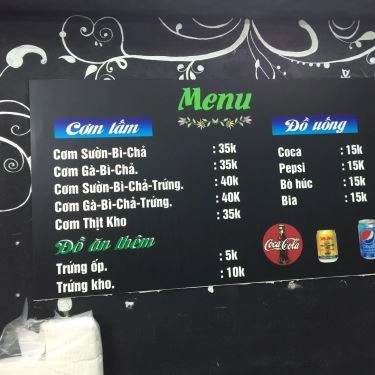 Menu
Cơm tấm
Cơm Sườn-Bì-Chả : 35k
Cơm Gà-Bì-Chả. : 35k
Cơm Sườn-Bì-Chả-Trứng. : 40k
Cơm Gà-Bì-Chả-Trứng. : 40K
Cơm Thịt Kho : 35k
Đồ ăn thêm
Trứng ốp. : 5k
Trứng kho. : 10k
Đồ uống
Coca : 15k
Pepsi : 15K
Bò húc : 15k
Bia : 15k
Coca-Cola